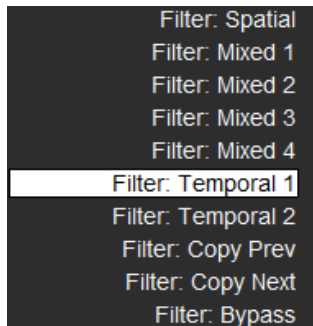 Filter: Spatial
Filter: Mixed 1
Filter: Mixed 2
Filter: Mixed 3
Filter: Mixed 4
Filter: Temporal 1
Filter: Temporal 2
Filter: Copy Prev
Filter: Copy Next
Filter: Bypass